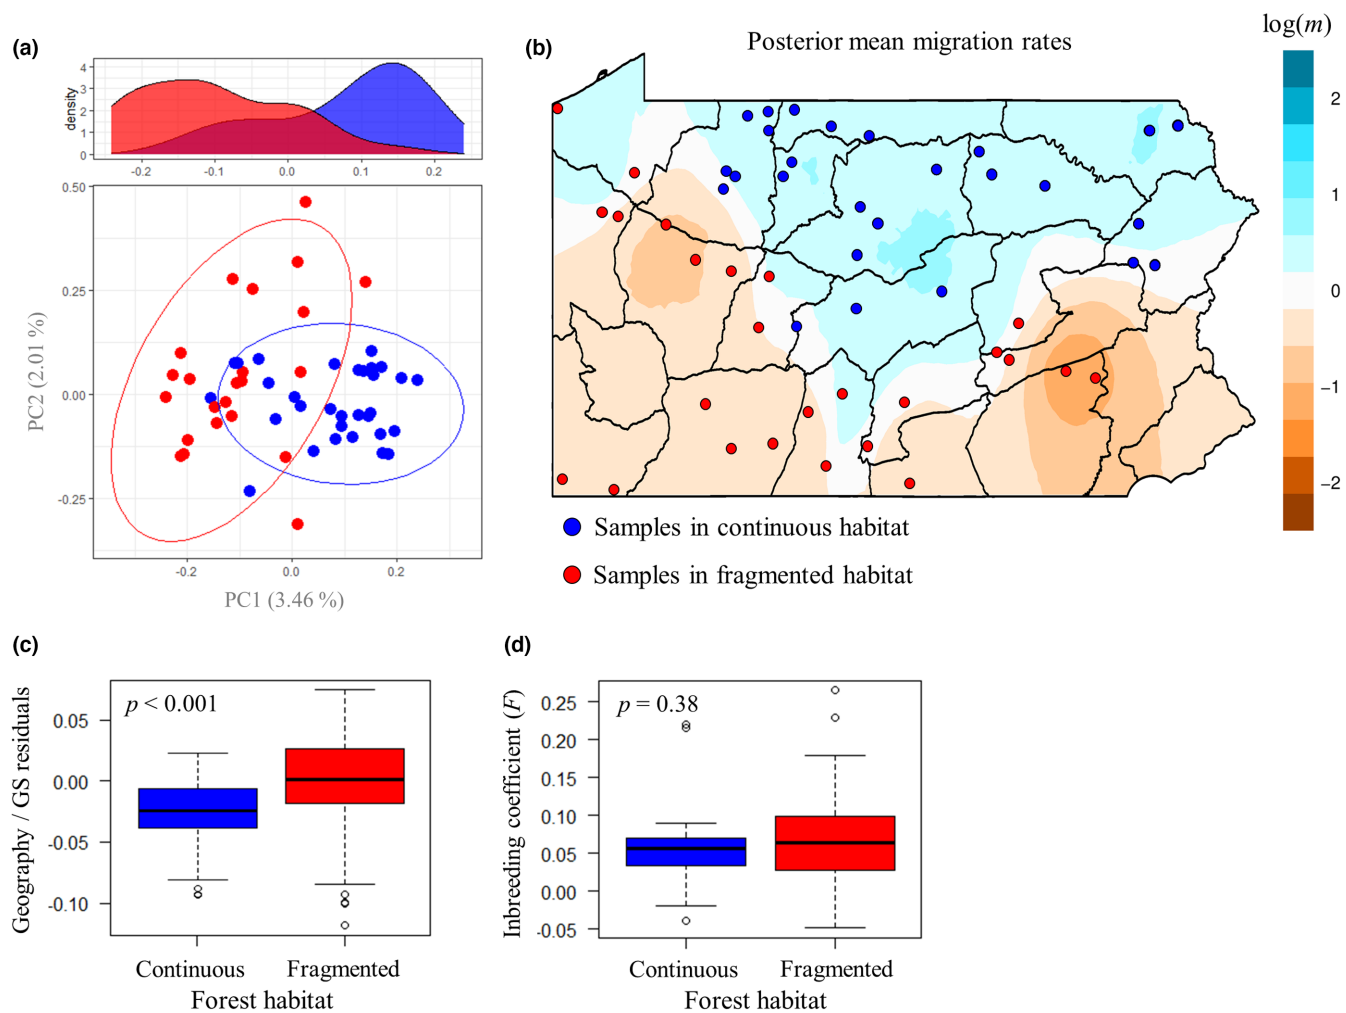 (a)
density
4
3
2
1
0
-0.2
-0.1
0.0
0.1
0.2
PC2 (2.01 %)
0.50
0.25
0.00
-0.25
-0.2
0.0
0.2
PC1 (3.46 %)
(b)
Posterior mean migration rates
log(m)
2
1
0
−1
−2
Samples in continuous habitat
Samples in fragmented habitat
(c)
Geography / GS residuals
p < 0.001
0.05
0.00
-0.05
-0.10
Continuous
Fragmented
Forest habitat
(d)
Inbreeding coefficient (F)
p = 0.38
0.25
0.20
0.15
0.10
0.05
0.00
-0.05
Continuous
Fragmented
Forest habitat